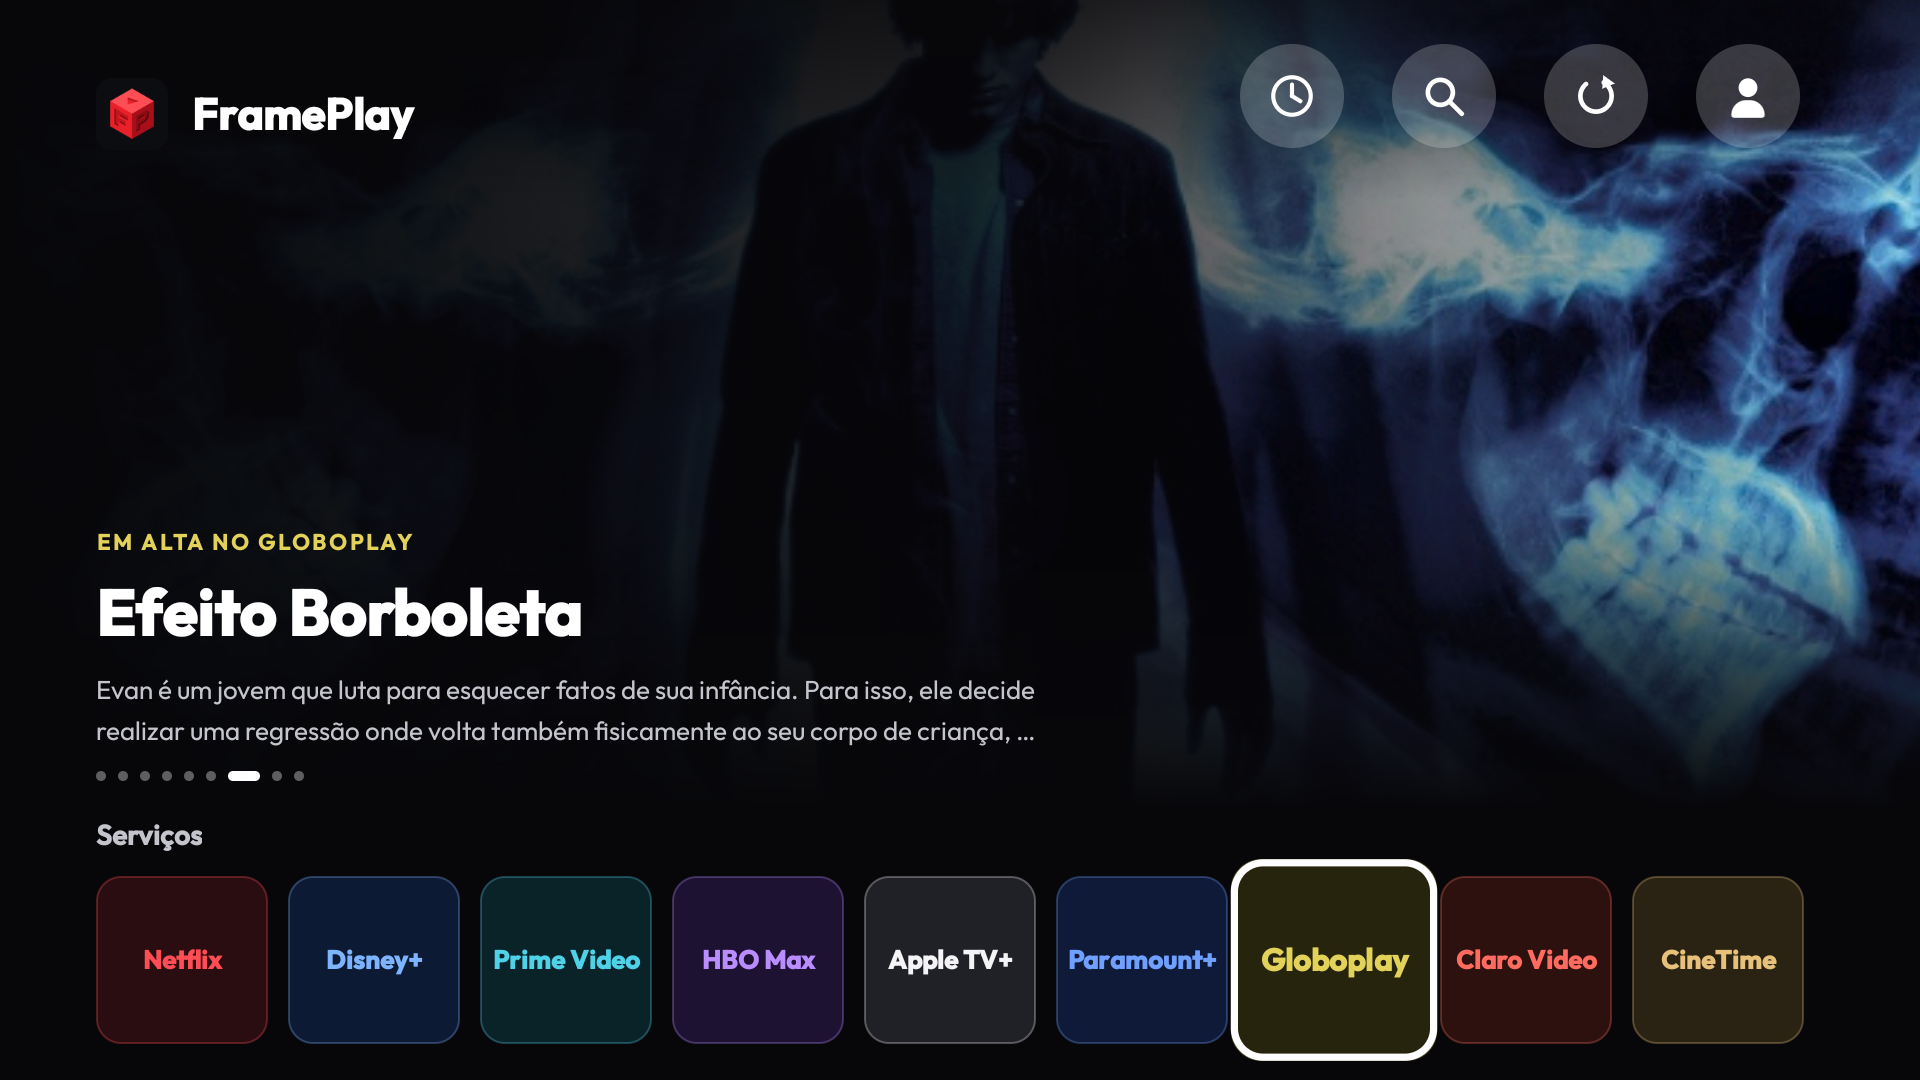 FramePlay
EM ALTA NO GLOBOPLAY
Efeito Borboleta
Evan é um jovem que luta para esquecer fatos de sua infância. Para isso, ele decide
realizar uma regressão onde volta também fisicamente ao seu corpo de criança, ...
Serviços
Netflix
Disney+
Prime Video
HBO Max
Apple TV+
Paramount+
Globoplay
Claro Video
CineTime